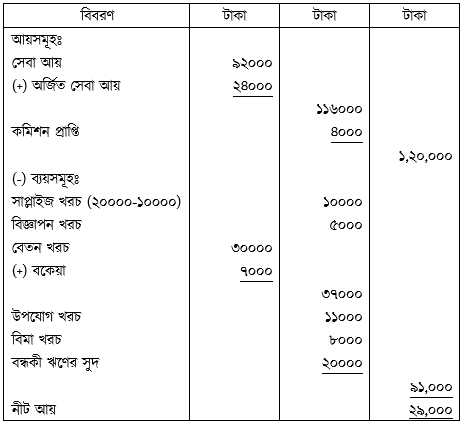 বিবরণ টাকা টাকা টাকা
আয়সমূহঃ
সেবা আয় ৯২০০০
(+) অর্জিত সেবা আয় ২৪০০০
১১৬০০০
কমিশন প্রাপ্তি ৪০০০
১,২০,০০০
(-) ব্যয়সমূহঃ
সাপ্লাইজ খরচ (২০০০০-১০০০০) ১০০০০
বিজ্ঞাপন খরচ ৫০০০
বেতন খরচ ৩০০০০
(+) বকেয়া ৭০০০
৩৭০০০
উপযোগ খরচ ১১০০০
বিমা খরচ ৮০০০
বন্ধকী ঋণের সুদ ২০০০০
৯১,০০০
নীট আয় ২৯,০০০